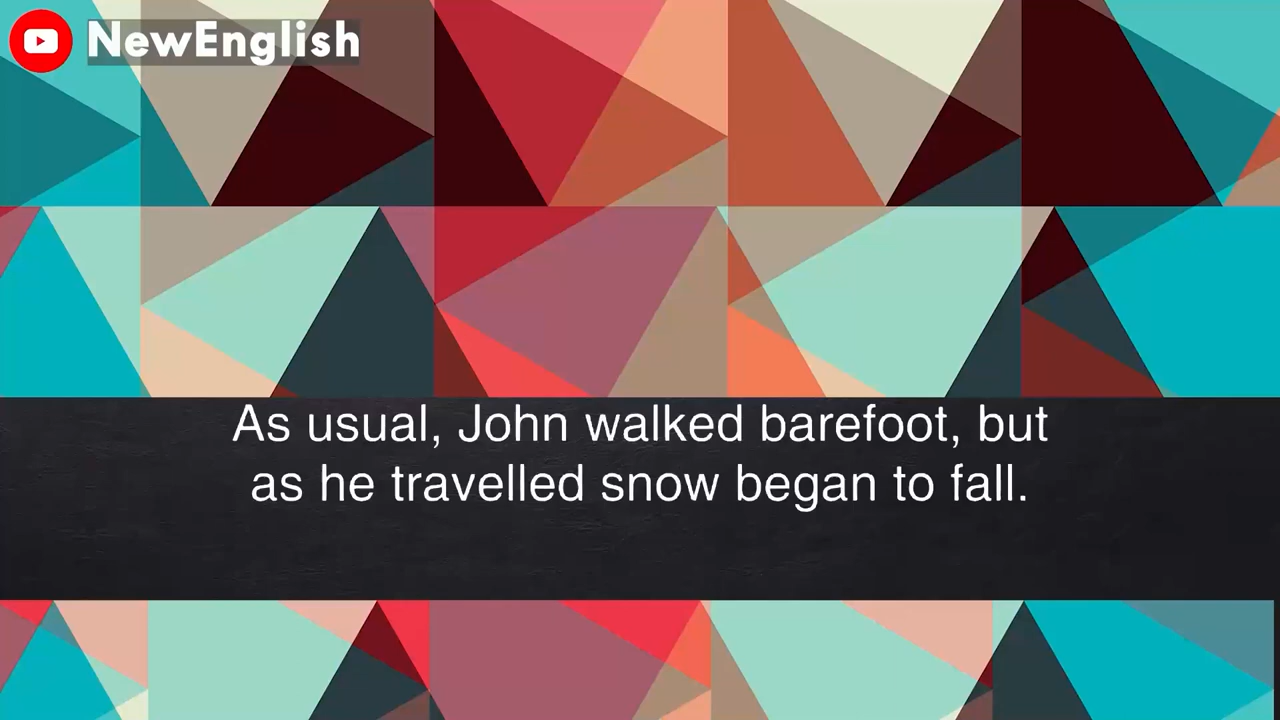 NewEnglish
As usual, John walked barefoot, but
as he travelled snow began to fall.